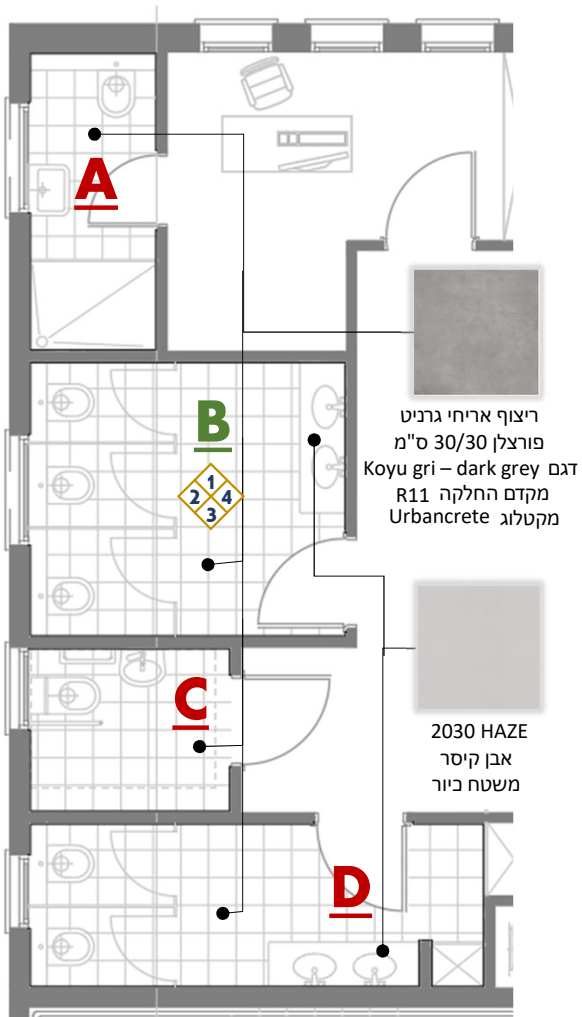 A
B
1
2 4
3
C
D
ריצוף אריחי גרניט
פורצלן 30/30 ס"מ
דגם Koyu gri – dark grey
מקדם החלקה R11
מקטלוג Urbancrete
2030 HAZE
אבן קיסר
משטח כיור